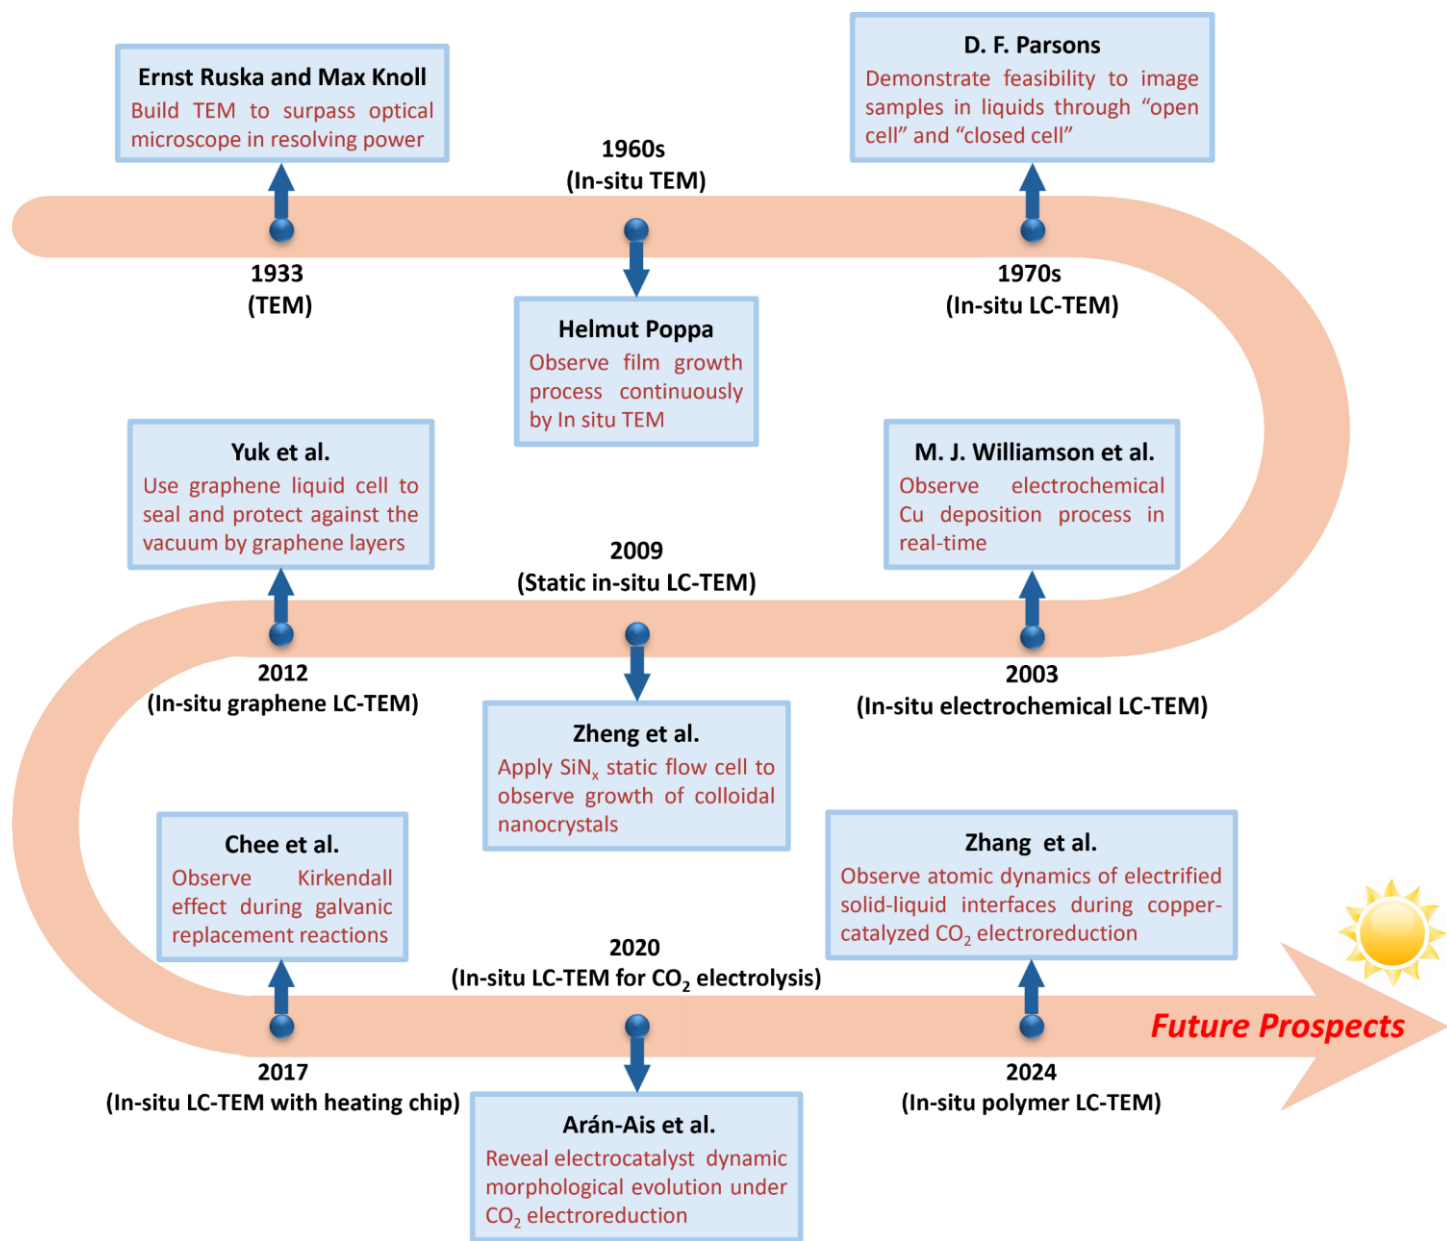 Ernst Ruska and Max Knoll
Build TEM to surpass optical
microscope in resolving power
1933
(TEM)
1960s
(In-situ TEM)
Helmut Poppa
Observe film growth
process continuously
by In situ TEM
D. F. Parsons
Demonstrate feasibility to image
samples in liquids through “open
cell” and “closed cell”
1970s
(In-situ LC-TEM)
M. J. Williamson et al.
Observe electrochemical
Cu deposition process in
real-time
2003
(In-situ electrochemical LC-TEM)
2009
(Static in-situ LC-TEM)
Zheng et al.
Apply SiNₓ static flow cell to
observe growth of colloidal
nanocrystals
Yuk et al.
Use graphene liquid cell to
seal and protect against the
vacuum by graphene layers
2012
(In-situ graphene LC-TEM)
Chee et al.
Observe Kirkendall
effect during galvanic
replacement reactions
2017
(In-situ LC-TEM with heating chip)
2020
(In-situ LC-TEM for CO₂ electrolysis)
Arán-Ais et al.
Reveal electrocatalyst dynamic
morphological evolution under
CO₂ electroreduction
Zhang et al.
Observe atomic dynamics of electrified
solid-liquid interfaces during copper-
catalyzed CO₂ electroreduction
2024
(In-situ polymer LC-TEM)
Future Prospects